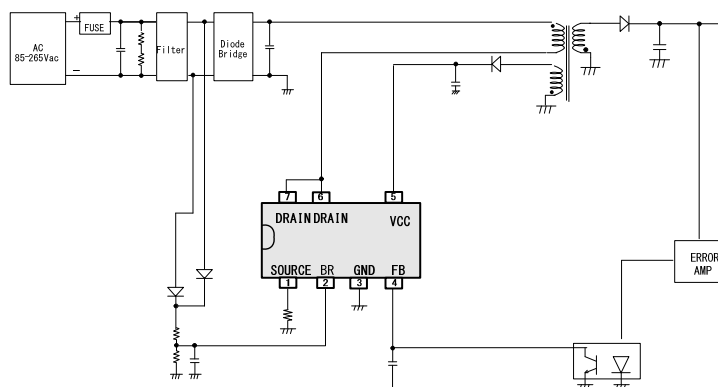 +
FUSE
AC
85-265Vac
-
Filter
Diode
Bridge
7
6
5
DRAIN DRAIN
VCC
SOURCE BR GND FB
1
2
3
4
ERROR
AMP